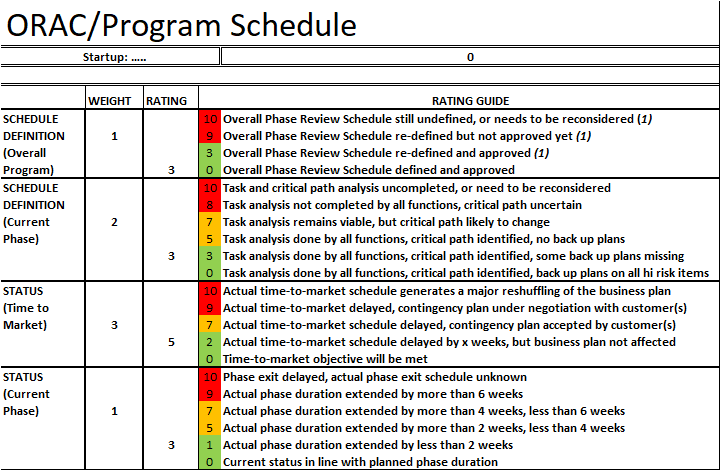 ORAC/Program Schedule
Startup: ..... 0
WEIGHT RATING RATING GUIDE
SCHEDULE 10 Overall Phase Review Schedule still undefined, or needs to be reconsidered (1)
DEFINITION 1 9 Overall Phase Review Schedule re-defined but not approved yet (1)
(Overall 3 Overall Phase Review Schedule re-defined and approved (1)
Program) 3 0 Overall Phase Review Schedule defined and approved
SCHEDULE 10 Task and critical path analysis uncompleted, or need to be reconsidered
DEFINITION 8 Task analysis not completed by all functions, critical path uncertain
(Current 2 7 Task analysis remains viable, but critical path likely to change
Phase) 5 Task analysis done by all functions, critical path identified, no back up plans
3 3 Task analysis done by all functions, critical path identified, some back up plans missing
0 Task analysis done by all functions, critical path identified, back up plans on all hi risk items
STATUS 10 Actual time-to-market schedule generates a major reshuffling of the business plan
(Time to 9 Actual time-to-market delayed, contingency plan under negotiation with customer(s)
Market) 3 7 Actual time-to-market schedule delayed, contingency plan accepted by customer(s)
5 2 Actual time-to-market schedule delayed by x weeks, but business plan not affected
0 Time-to-market objective will be met
STATUS 10 Phase exit delayed, actual phase exit schedule unknown
(Current 9 Actual phase duration extended by more than 6 weeks
Phase) 1 7 Actual phase duration extended by more than 4 weeks, less than 6 weeks
5 Actual phase duration extended by more than 2 weeks, less than 4 weeks
3 1 Actual phase duration extended by less than 2 weeks
0 Current status in line with planned phase duration